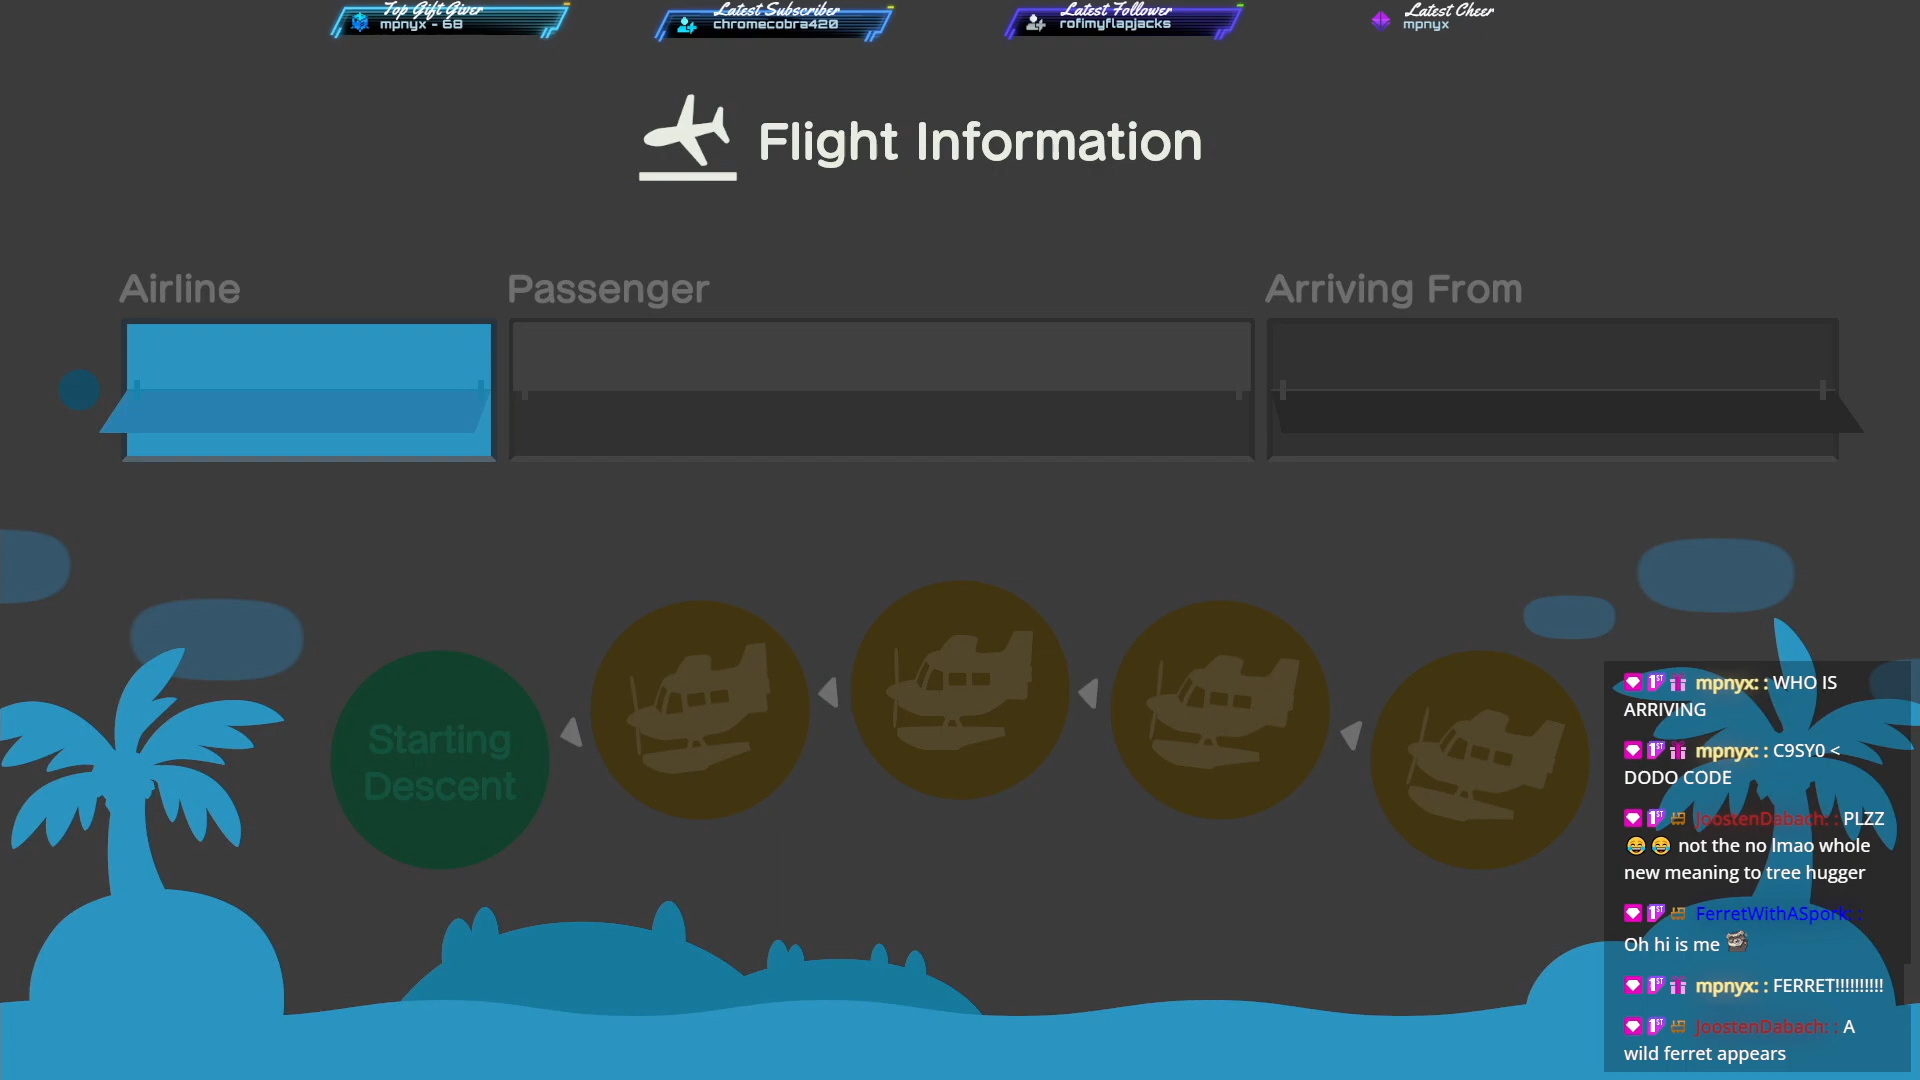 Top Gift Giver
mpnyx - 68
Latest Subscriber
chromecobra420
Latest Follower
roflmyflapjacks
Latest Cheer
mpnyx
Flight Information
Airline
Passenger
Arriving From
Starting
Descent
mpnyx: : WHO IS
ARRIVING
mpnyx: : C9SY0 <
DODO CODE
JoostenDabach: : PLZZ
😂 😂 not the no lmao whole
new meaning to tree hugger
FerretWithASpork: :
Oh hi is me
mpnyx: : FERRET!!!!!!!!!!
JoostenDabach: : A
wild ferret appears